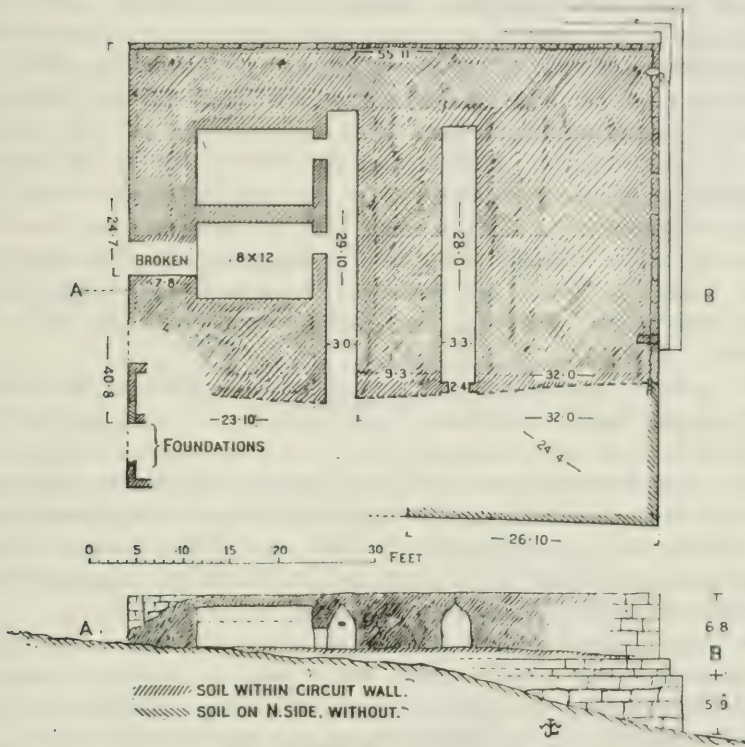 — 55·11 —
— 24·7 —
BROKEN
8×12
— 29·10 —
— 28·0 —
A
7·8
B
30
33
— 40·8 —
9·3
— 32·0 —
24
— 23·10 —
— 32·0 —
FOUNDATIONS
— 24·4 —
— 26·10 —
0 5 10 15 20 30 FEET
A
6 8
B
5 9
SOIL WITHIN CIRCUIT WALL.
SOIL ON N.SIDE, WITHOUT.